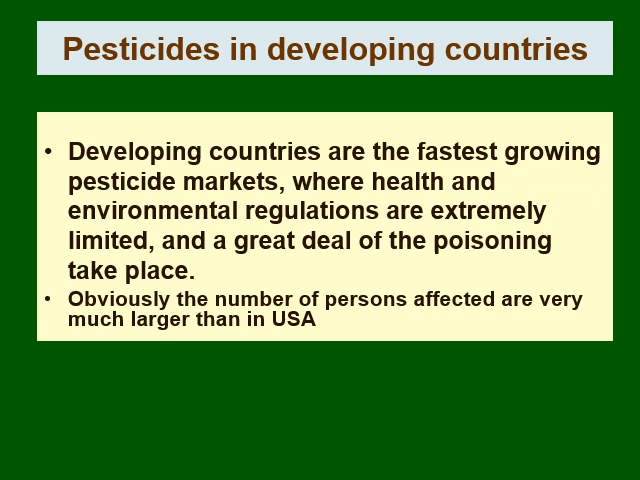 Pesticides in developing countries
• Developing countries are the fastest growing
pesticide markets, where health and
environmental regulations are extremely
limited, and a great deal of the poisoning
take place.
• Obviously the number of persons affected are very
much larger than in USA